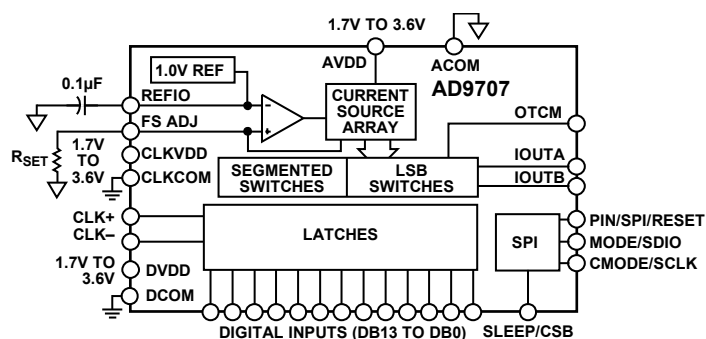 1.7V TO 3.6V
AVDD
ACOM
AD9707
1.0V REF
0.1µF
REFIO
–
+
CURRENT
SOURCE
ARRAY
OTCM
FS ADJ
RSET
1.7V
TO
3.6V
CLKVDD
CLKCOM
SEGMENTED
SWITCHES
LSB
SWITCHES
IOUTA
IOUTB
CLK+
CLK–
LATCHES
SPI
PIN/SPI/RESET
MODE/SDIO
CMODE/SCLK
1.7V TO
3.6V
DVDD
DCOM
DIGITAL INPUTS (DB13 TO DB0)
SLEEP/CSB